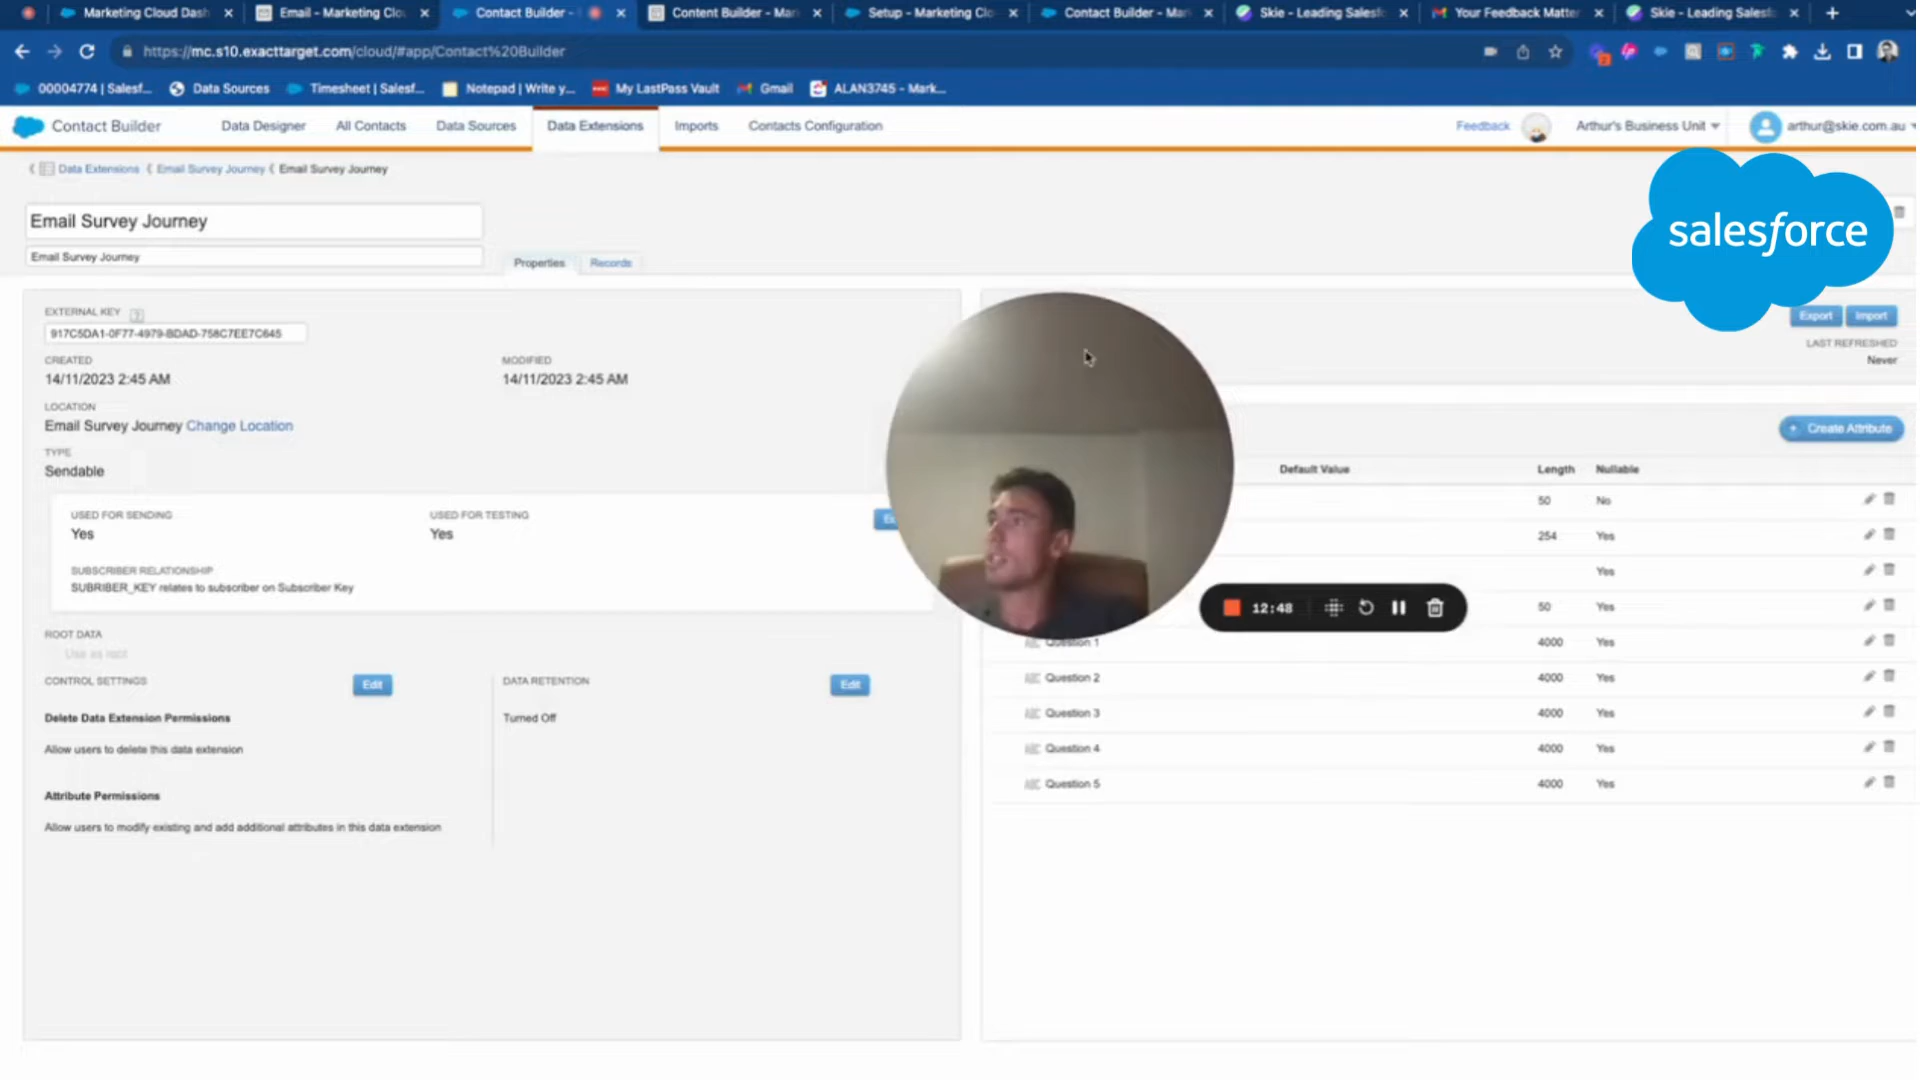 Marketing Cloud Dash
Email - Marketing Clo
Contact Builder -
Content Builder - Mar
Setup - Marketing Clo
Contact Builder - Mar
Skie - Leading Salesf
Your Feedback Matter
Skie - Leading Salesf
https://mc.s10.exacttarget.com/cloud/#app/Contact%20Builder
00004774 | Salesf...
Data Sources
Timesheet | Salesf...
Notepad | Write y...
My LastPass Vault
Gmail
ALAN3745 - Mark...
Contact Builder
Data Designer
All Contacts
Data Sources
Data Extensions
Imports
Contacts Configuration
Feedback
Arthur's Business Unit
arthur@skie.com.au
Data Extensions
Email Survey Journey
Email Survey Journey
salesforce
Email Survey Journey
Email Survey Journey
Properties
Records
EXTERNAL KEY
917C5DA1-0F77-4979-BDAD-758C7EE7C645
CREATED
14/11/2023 2:45 AM
MODIFIED
14/11/2023 2:45 AM
LOCATION
Email Survey Journey Change Location
TYPE
Sendable
USED FOR SENDING
Yes
USED FOR TESTING
Yes
SUBSCRIBER RELATIONSHIP
SUBRIBER_KEY relates to subscriber on Subscriber Key
ROOT DATA
Use as root
CONTROL SETTINGS
Edit
Delete Data Extension Permissions
Allow users to delete this data extension
Attribute Permissions
Allow users to modify existing and add additional attributes in this data extension
DATA RETENTION
Edit
Turned Off
Export
Import
LAST REFRESHED
Never
Create Attribute
Default Value Length Nullable
50 No
254 Yes
Yes
50 Yes
12:48
ABC Question 1 4000 Yes
ABC Question 2 4000 Yes
ABC Question 3 4000 Yes
ABC Question 4 4000 Yes
ABC Question 5 4000 Yes